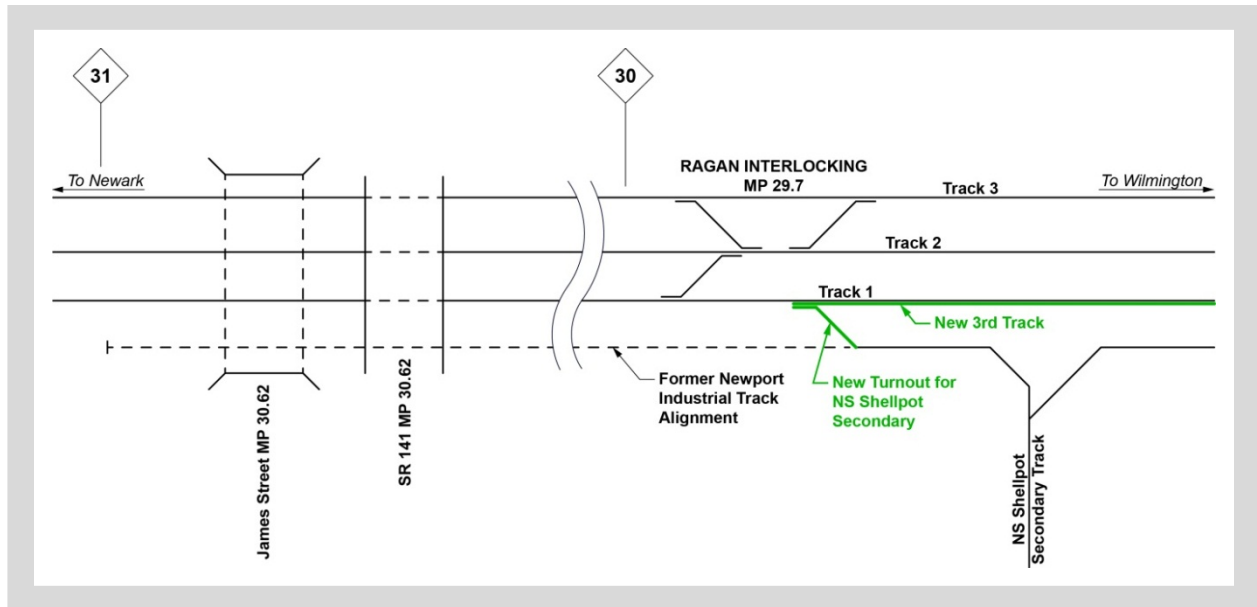 31
30
To Newark
RAGAN INTERLOCKING
MP 29.7
Track 3
To Wilmington
Track 2
Track 1
New 3rd Track
Former Newport
Industrial Track
Alignment
New Turnout for
NS Shellpot
Secondary
James Street MP 30.62
SR 141 MP 30.62
NS Shellpot
Secondary Track